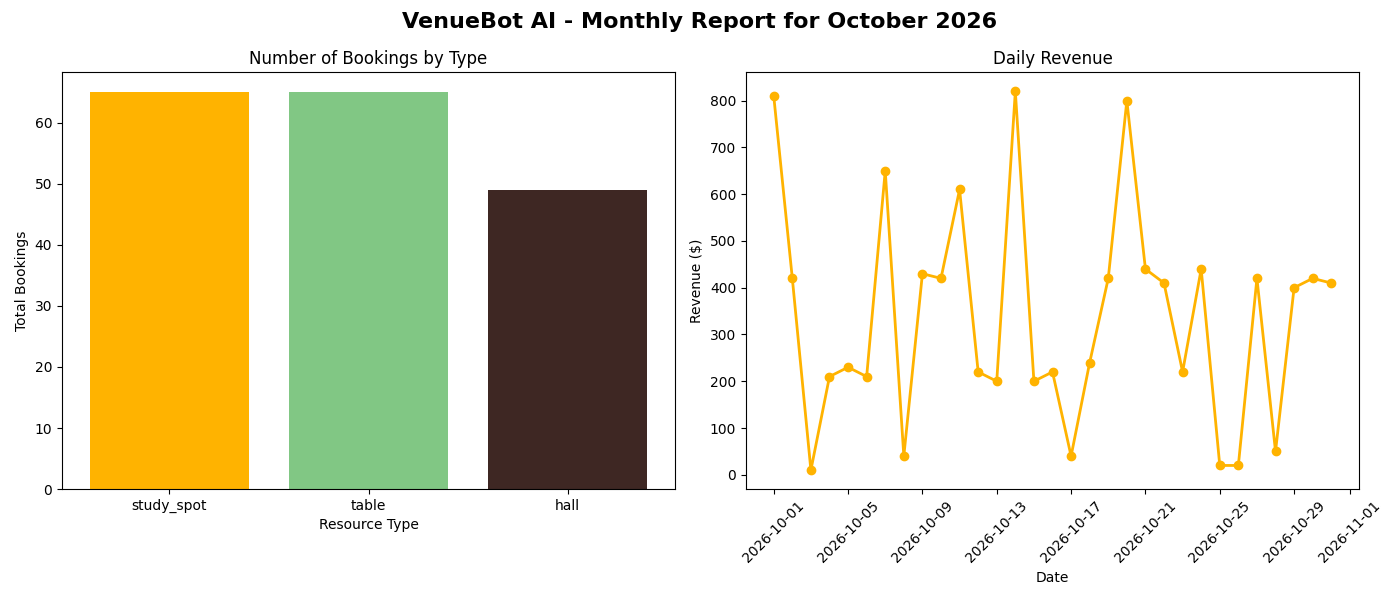 VenueBot AI - Monthly Report for October 2026
Number of Bookings by Type
Total Bookings
60
50
40
30
20
10
0
study_spot table hall
Resource Type
Daily Revenue
Revenue ($)
800
700
600
500
400
300
200
100
0
2026-10-01 2026-10-05 2026-10-09 2026-10-13 2026-10-17 2026-10-21 2026-10-25 2026-10-29 2026-11-01
Date